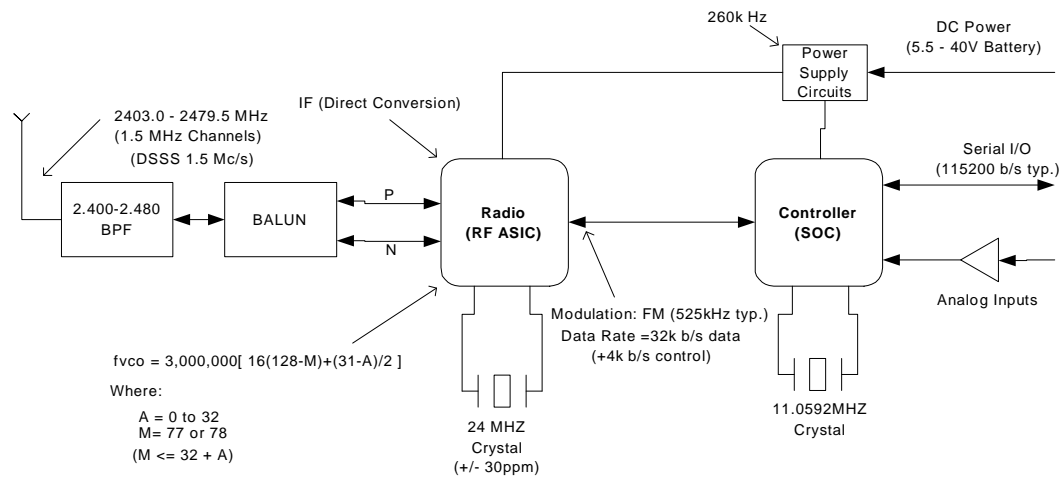 260k Hz
DC Power
(5.5 - 40V Battery)
Power
Supply
Circuits
IF (Direct Conversion)
2403.0 - 2479.5 MHz
(1.5 MHz Channels)
(DSSS 1.5 Mc/s)
Serial I/O
(115200 b/s typ.)
2.400-2.480
BPF
BALUN
P
N
Radio
(RF ASIC)
Controller
(SOC)
Analog Inputs
Modulation: FM (525kHz typ.)
Data Rate =32k b/s data
(+4k b/s control)
fvco = 3,000,000[ 16(128-M)+(31-A)/2 ]
Where:
A = 0 to 32
M= 77 or 78
(M <= 32 + A)
24 MHZ
Crystal
(+/- 30ppm)
11.0592MHZ
Crystal